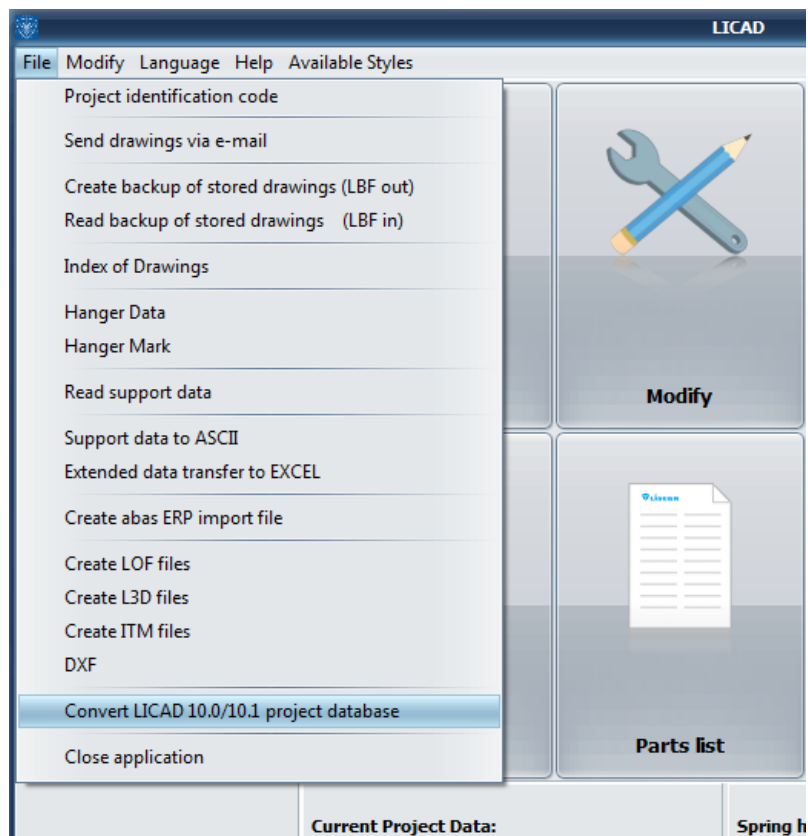 LICAD
File Modify Language Help Available Styles
Project identification code
Send drawings via e-mail
Create backup of stored drawings (LBF out)
Read backup of stored drawings (LBF in)
Index of Drawings
Hanger Data
Hanger Mark
Read support data
Support data to ASCII
Extended data transfer to EXCEL
Create abas ERP import file
Create LOF files
Create L3D files
Create ITM files
DXF
Convert LICAD 10.0/10.1 project database
Close application
Modify
LISEGA
Parts list
Current Project Data:
Spring h